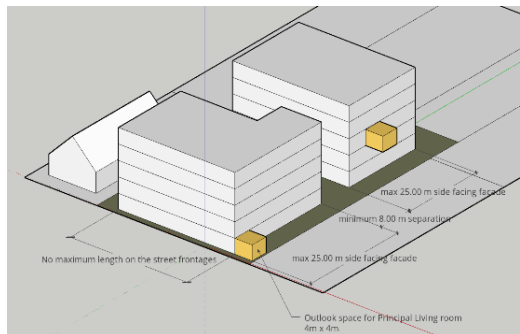 max 25.00 m side facing facade
minimum 8.00 m separation
No maximum length on the street frontages
max 25.00 m side facing facade
Outlook space for Principal Living room
4m x 4m